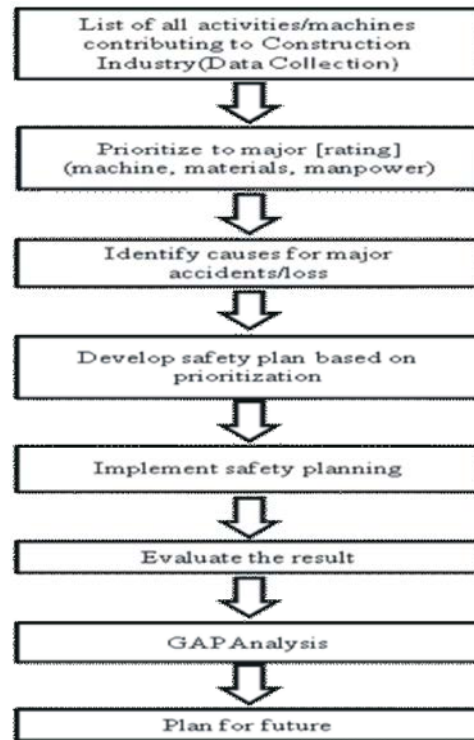 List of all activities/machines
contributing to Construction
Industry(Data Collection)
Prioritize to major [rating]
(machine, materials, manpower)
Identify causes for major
accidents/loss
Develop safety plan based on
prioritization
Implement safety planning
Evaluate the result
GAPAnalysis
Plan for future